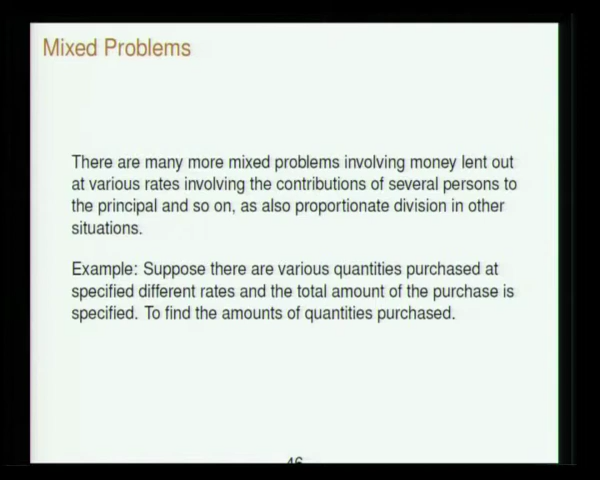 Mixed Problems
There are many more mixed problems involving money lent out
at various rates involving the contributions of several persons to
the principal and so on, as also proportionate division in other
situations.
Example: Suppose there are various quantities purchased at
specified different rates and the total amount of the purchase is
specified. To find the amounts of quantities purchased.